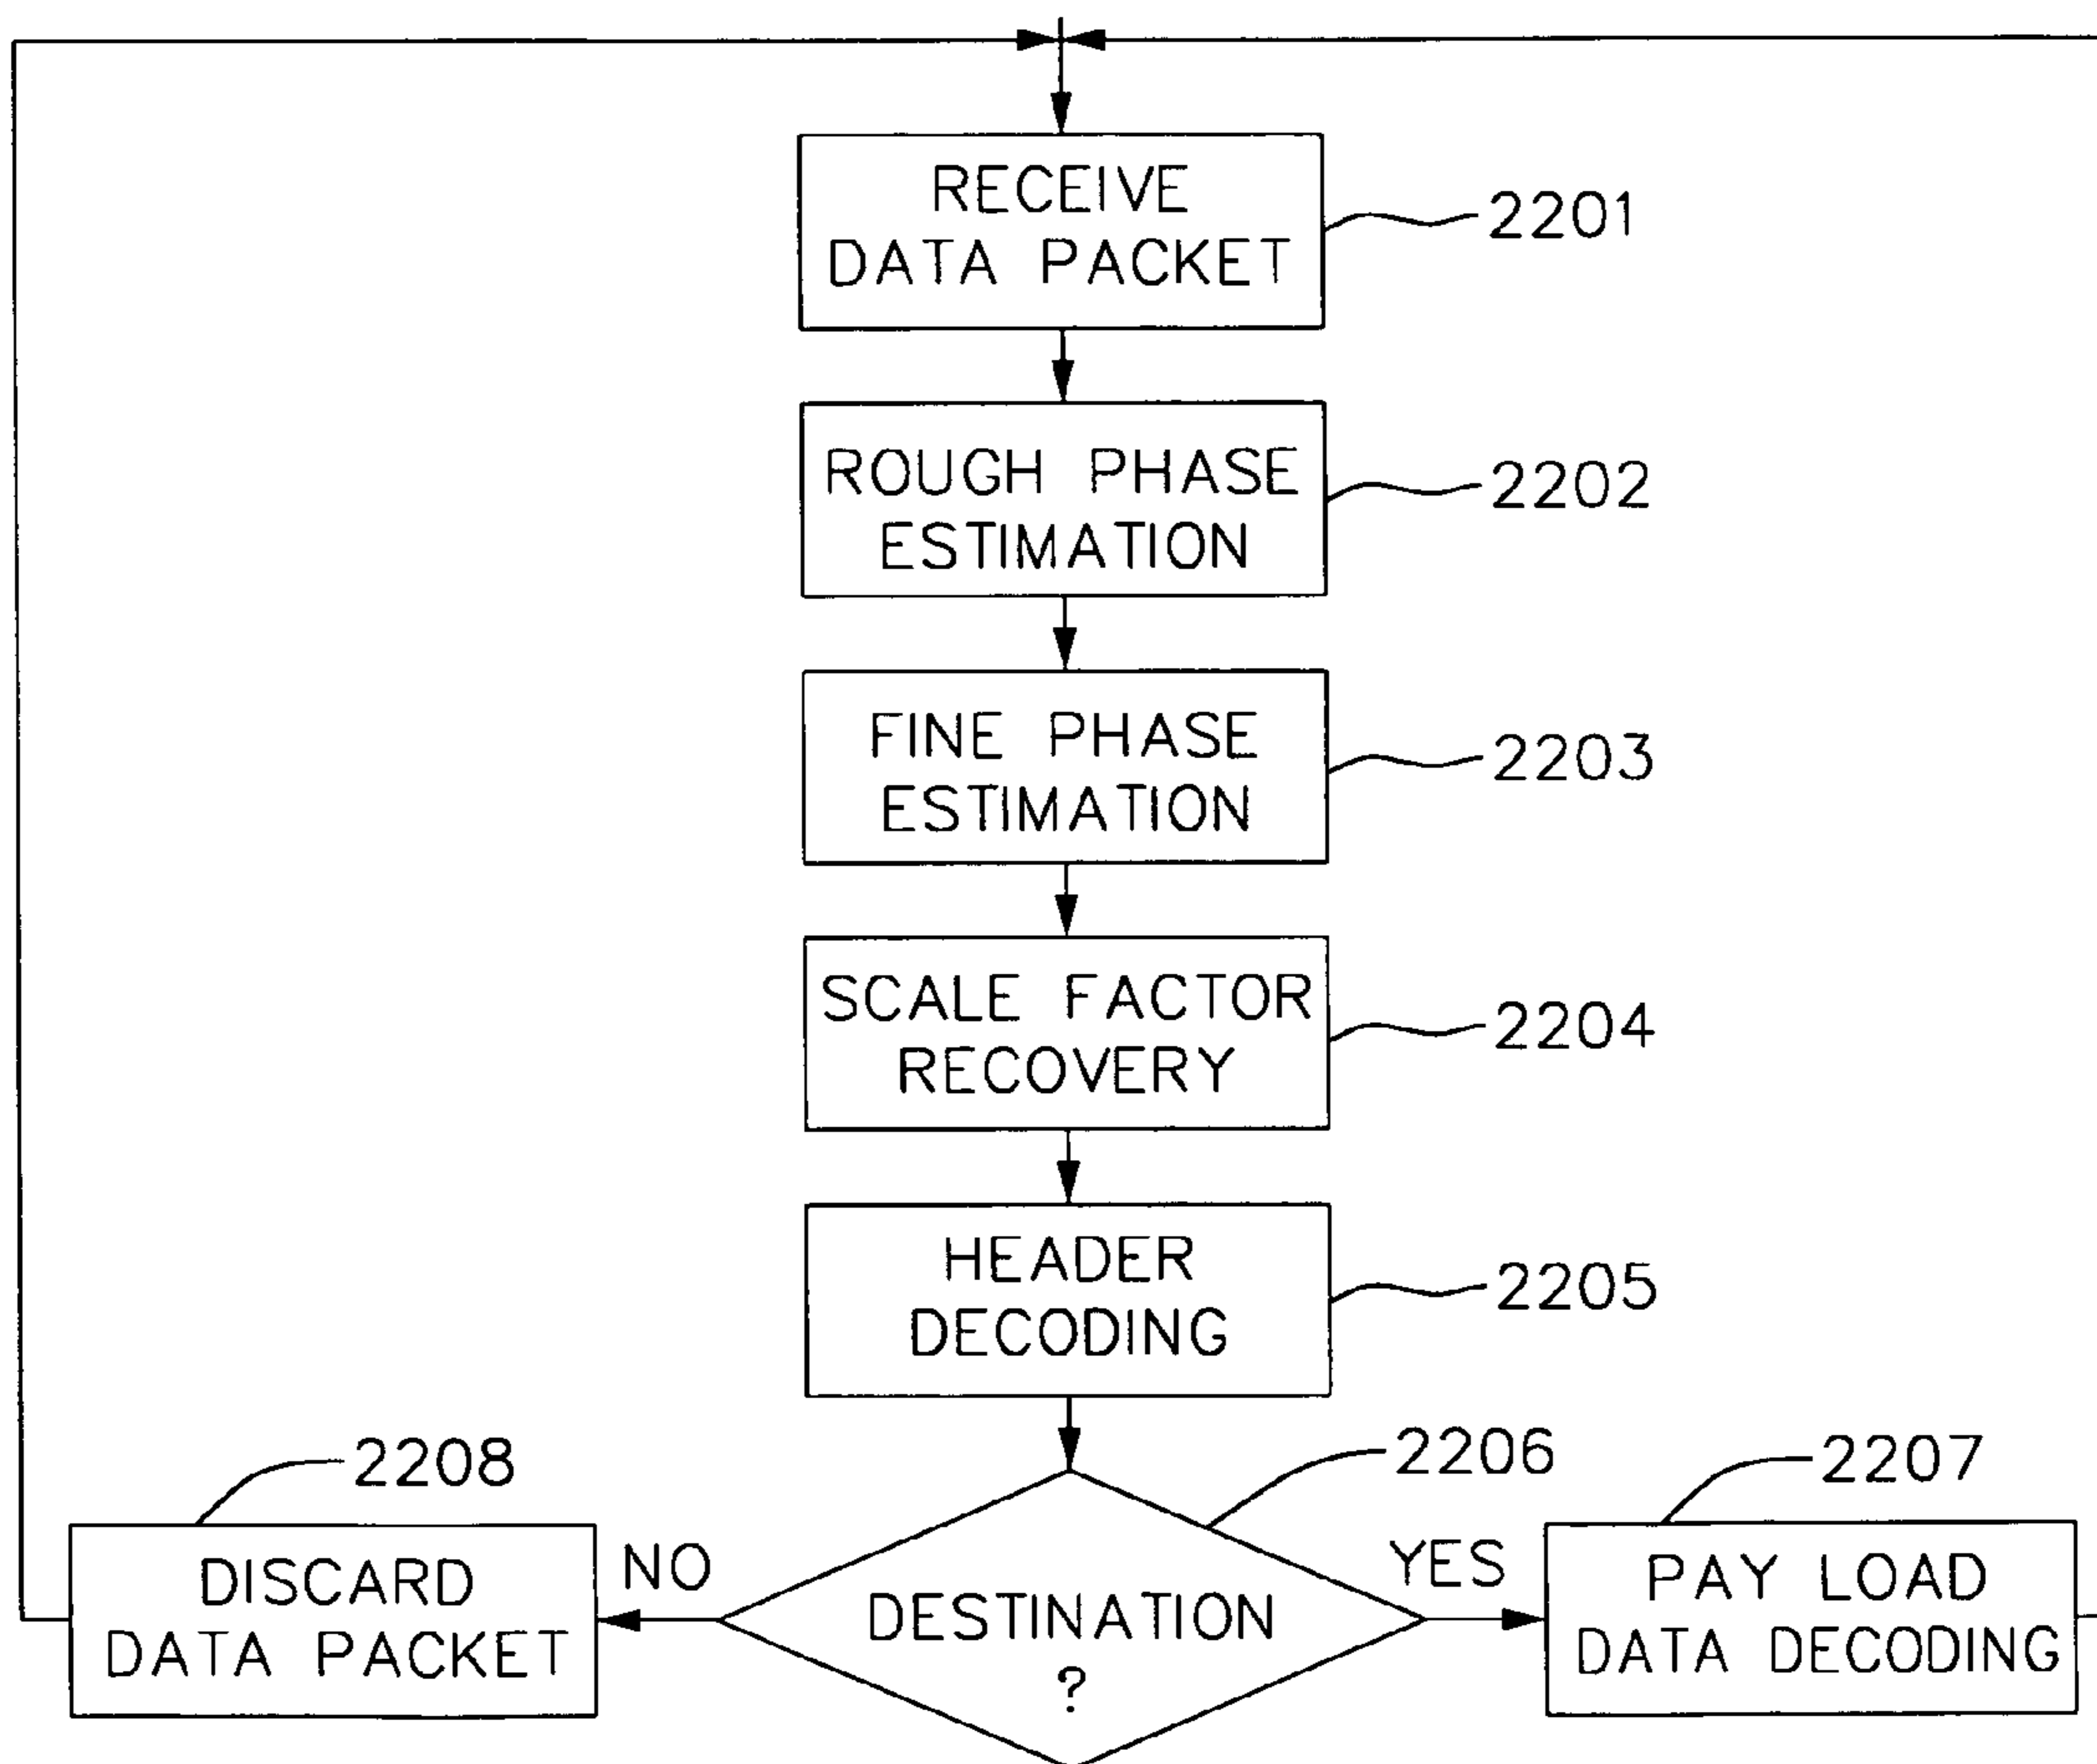 RECEIVE
DATA PACKET
2201
ROUGH PHASE
ESTIMATION
2202
FINE PHASE
ESTIMATION
2203
SCALE FACTOR
RECOVERY
2204
HEADER
DECODING
2205
2208
2206
2207
DISCARD
DATA PACKET
NO
DESTINATION
?
YES
PAY LOAD
DATA DECODING